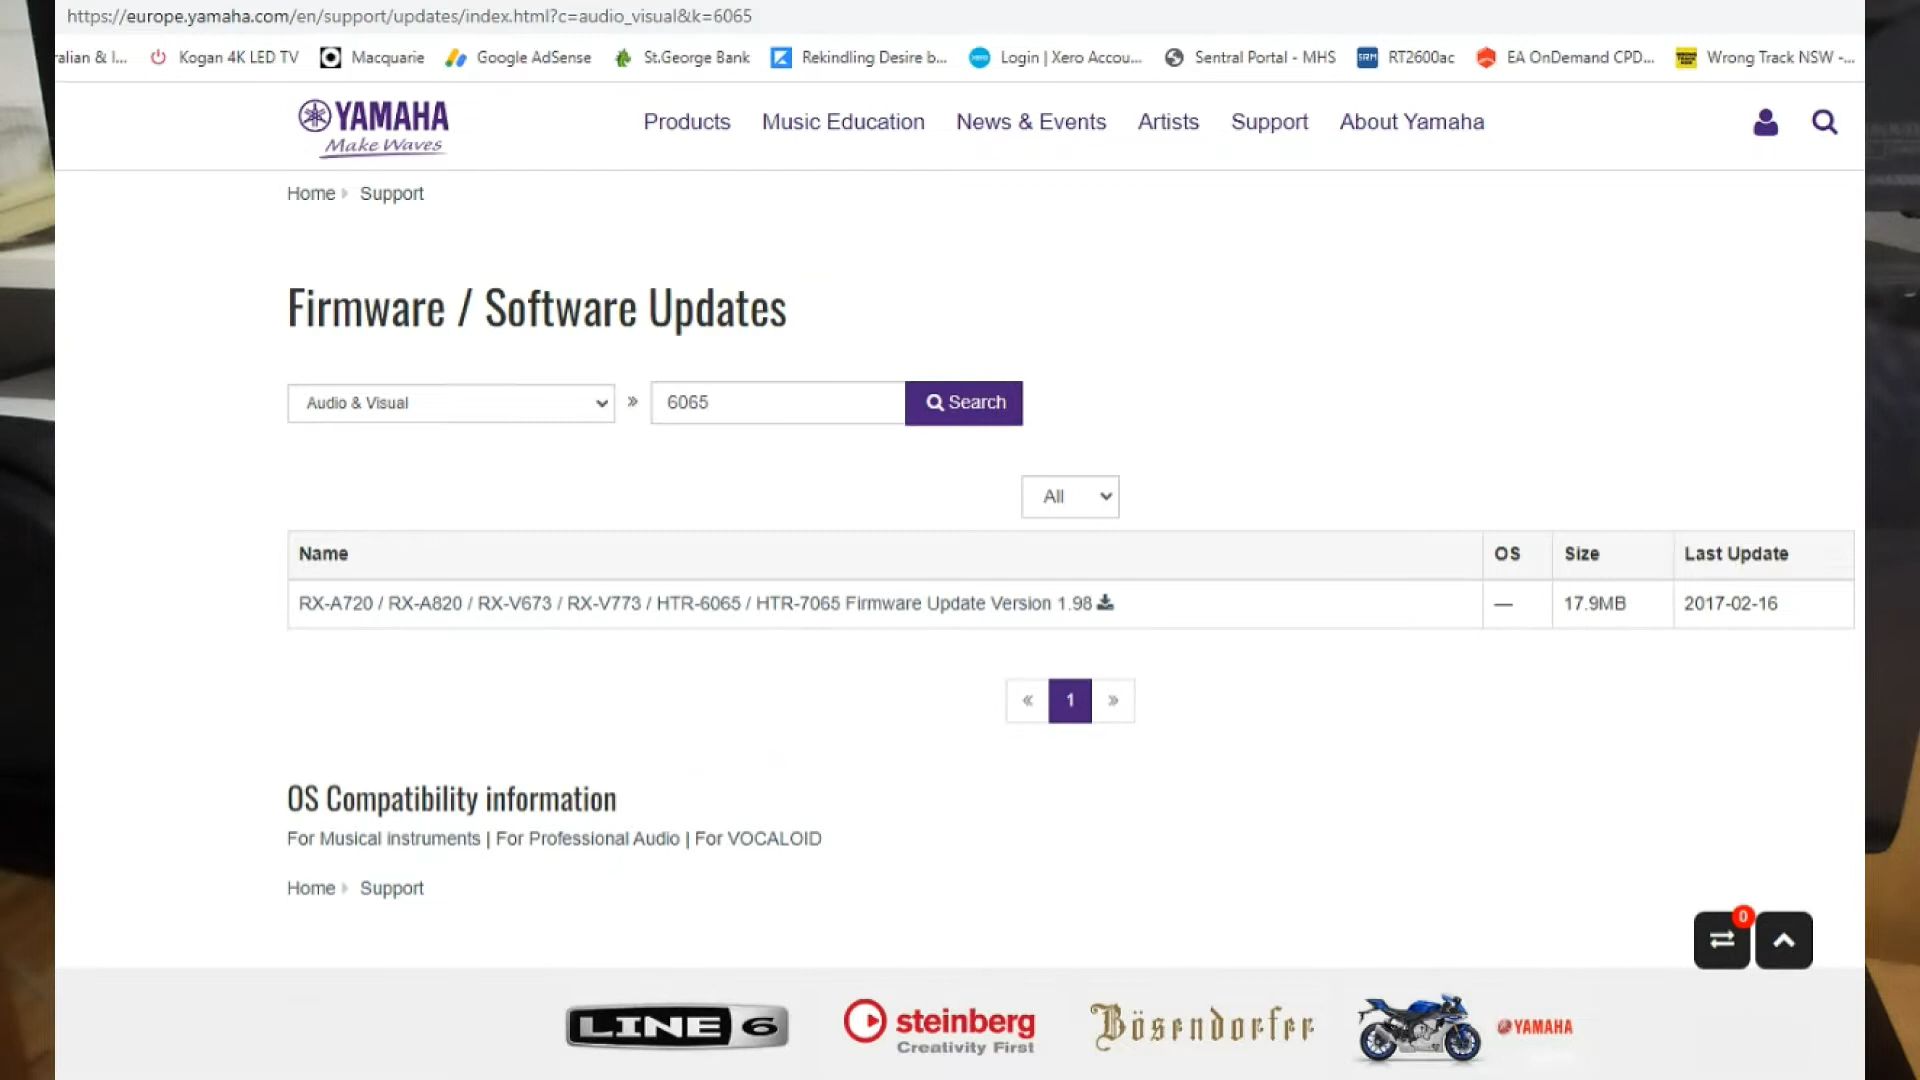 https://europe.yamaha.com/en/support/updates/index.html?c=audio_visual&k=6065
ralian & I... Kogan 4K LED TV Macquarie Google AdSense St.George Bank Rekindling Desire b... Login | Xero Accou... Sentral Portal - MHS SRM RT2600ac EA OnDemand CPD... Wrong Track NSW -...
YAMAHA
Make Waves
Products Music Education News & Events Artists Support About Yamaha
Home Support
Firmware / Software Updates
Audio & Visual » 6065 Search
All
Name OS Size Last Update
RX-A720 / RX-A820 / RX-V673 / RX-V773 / HTR-6065 / HTR-7065 Firmware Update Version 1.98 — 17.9MB 2017-02-16
« 1 »
OS Compatibility information
For Musical instruments | For Professional Audio | For VOCALOID
Home Support
0
LINE 6 steinberg Bösendorfer YAMAHA
Creativity First